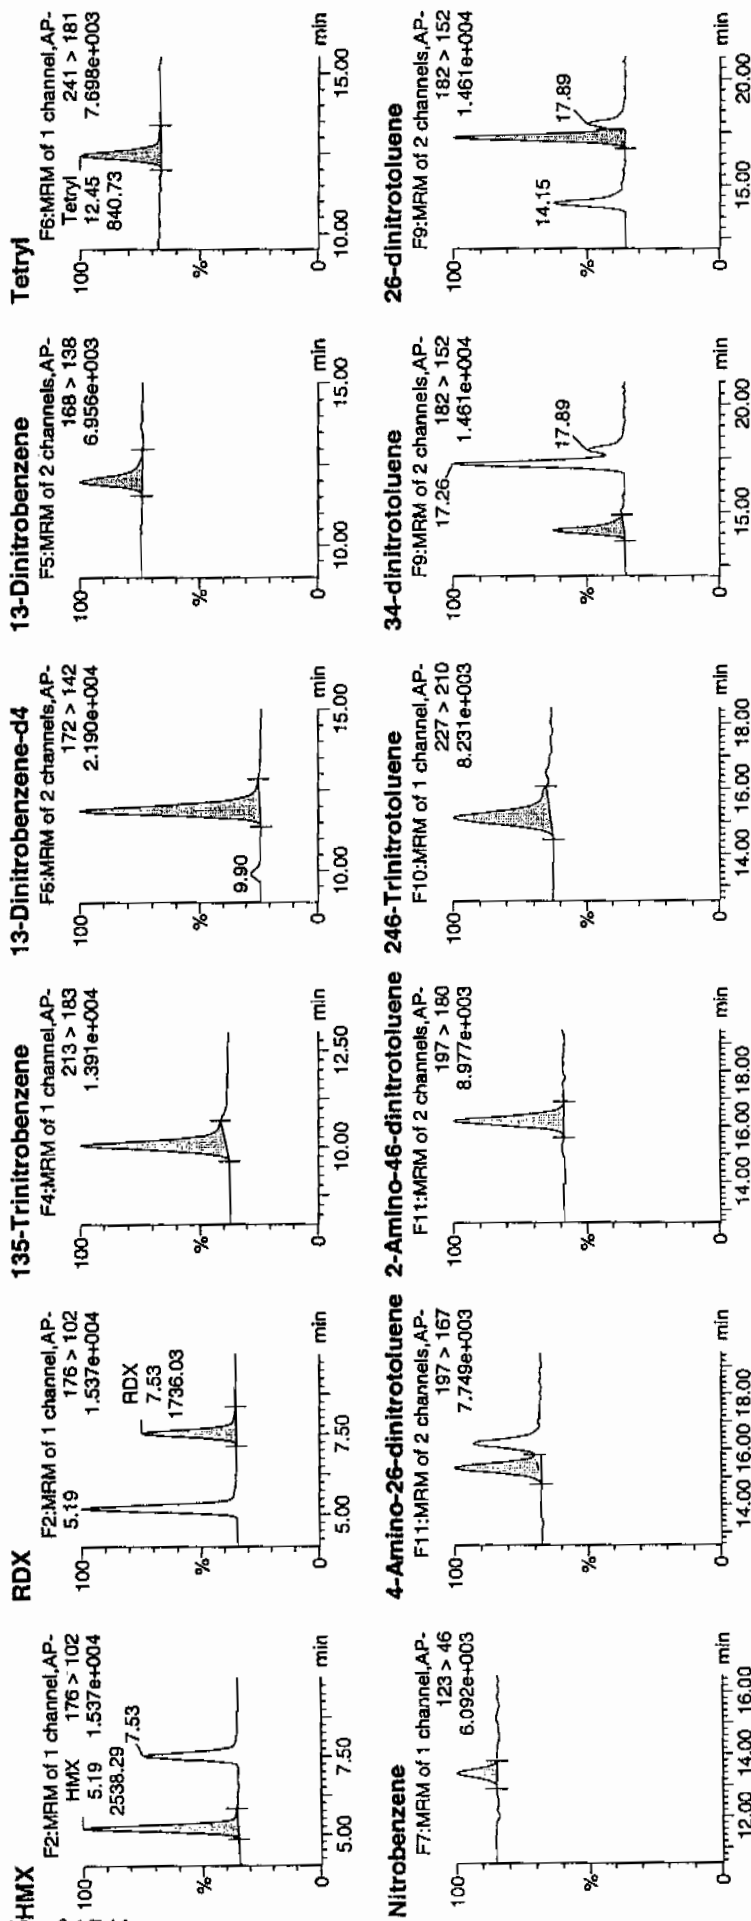 HMX
F2:MRM of 1 channel,AP-
HMX 176 > 102
5.19 1.537e+004
2538.29
7.53
100
%
0
5.00 7.50 min
RDX
F2:MRM of 1 channel,AP-
5.19 176 > 102
1.537e+004
RDX
7.53
1736.03
100
%
0
5.00 7.50 min
135-Trinitrobenzene
F4:MRM of 1 channel,AP-
213 > 183
1.391e+004
100
%
0
10.00 12.50 min
13-Dinitrobenzene-d4
F5:MRM of 2 channels,AP-
172 > 142
2.190e+004
9.90
100
%
0
10.00 15.00 min
13-Dinitrobenzene
F5:MRM of 2 channels,AP-
168 > 138
6.956e+003
100
%
0
10.00 15.00 min
Tetryl
F6:MRM of 1 channel,AP-
Tetryl 241 > 181
12.45 7.698e+003
840.73
100
%
0
10.00 15.00 min
Nitrobenzene
F7:MRM of 1 channel,AP-
123 > 46
6.092e+003
100
%
0
12.00 14.00 16.00 min
4-Amino-26-dinitrotoluene
F11:MRM of 2 channels,AP-
197 > 167
7.749e+003
100
%
0
14.00 16.00 18.00 min
2-Amino-46-dinitrotoluene
F11:MRM of 2 channels,AP-
197 > 180
8.977e+003
100
%
0
14.00 16.00 18.00 min
246-Trinitrotoluene
F10:MRM of 1 channel,AP-
227 > 210
8.231e+003
100
%
0
14.00 16.00 18.00 min
34-dinitrotoluene
F9:MRM of 2 channels,AP-
17.26 182 > 152
1.461e+004
17.89
100
%
0
15.00 20.00 min
26-dinitrotoluene
F9:MRM of 2 channels,AP-
182 > 152
1.461e+004
14.15
17.89
100
%
0
15.00 20.00 min